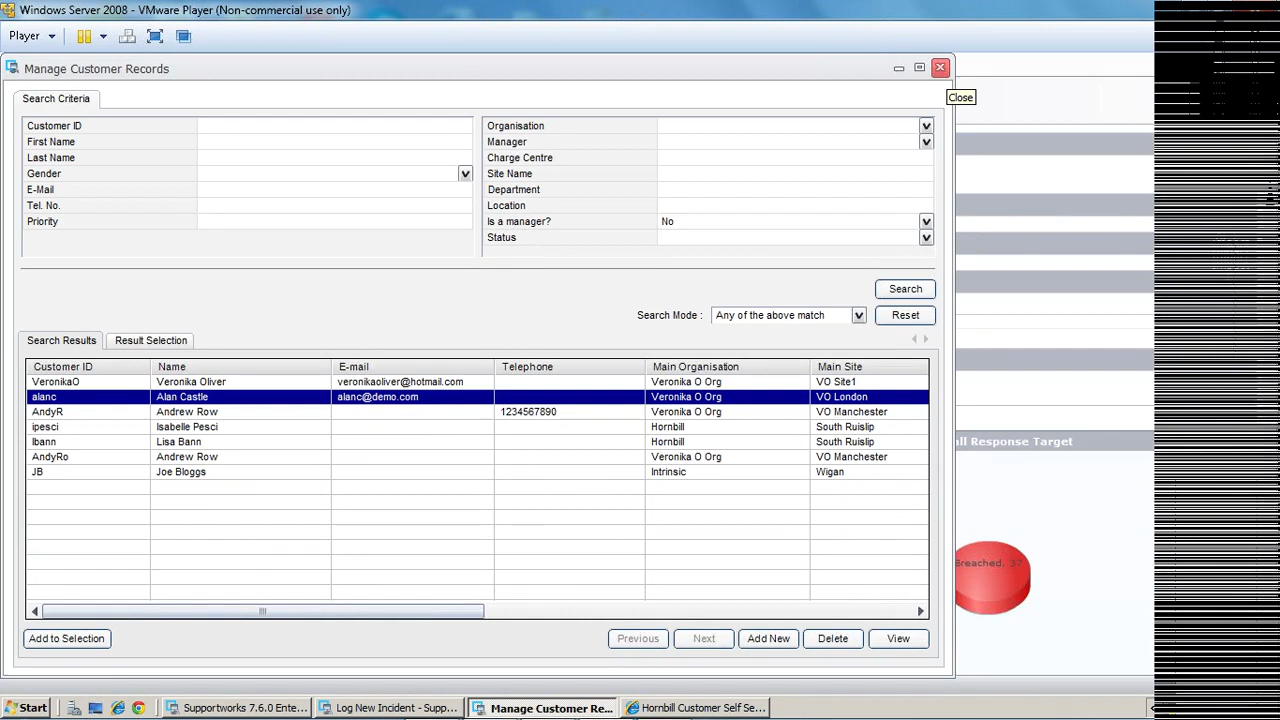 Windows Server 2008 - VMware Player (Non-commercial use only)
Player
Manage Customer Records
Close
Search Criteria
Customer ID
First Name
Last Name
Gender
E-Mail
Tel. No.
Priority
Organisation
Manager
Charge Centre
Site Name
Department
Location
Is a manager? No
Status
Search
Search Mode : Any of the above match Reset
Search Results Result Selection
Customer ID Name E-mail Telephone Main Organisation Main Site
VeronikaO Veronika Oliver veronikaoliver@hotmail.com Veronika O Org VO Site1
alanc Alan Castle alanc@demo.com Veronika O Org VO London
AndyR Andrew Row 1234567890 Veronika O Org VO Manchester
ipesci Isabelle Pesci Hornbill South Ruislip
lbann Lisa Bann Hornbill South Ruislip
AndyRo Andrew Row Veronika O Org VO Manchester
JB Joe Bloggs Intrinsic Wigan
all Response Target
Breached, 37
Add to Selection Previous Next Add New Delete View
Start Supportworks 7.6.0 Ente... Log New Incident - Supp... Manage Customer Re... Hornbill Customer Self Se...